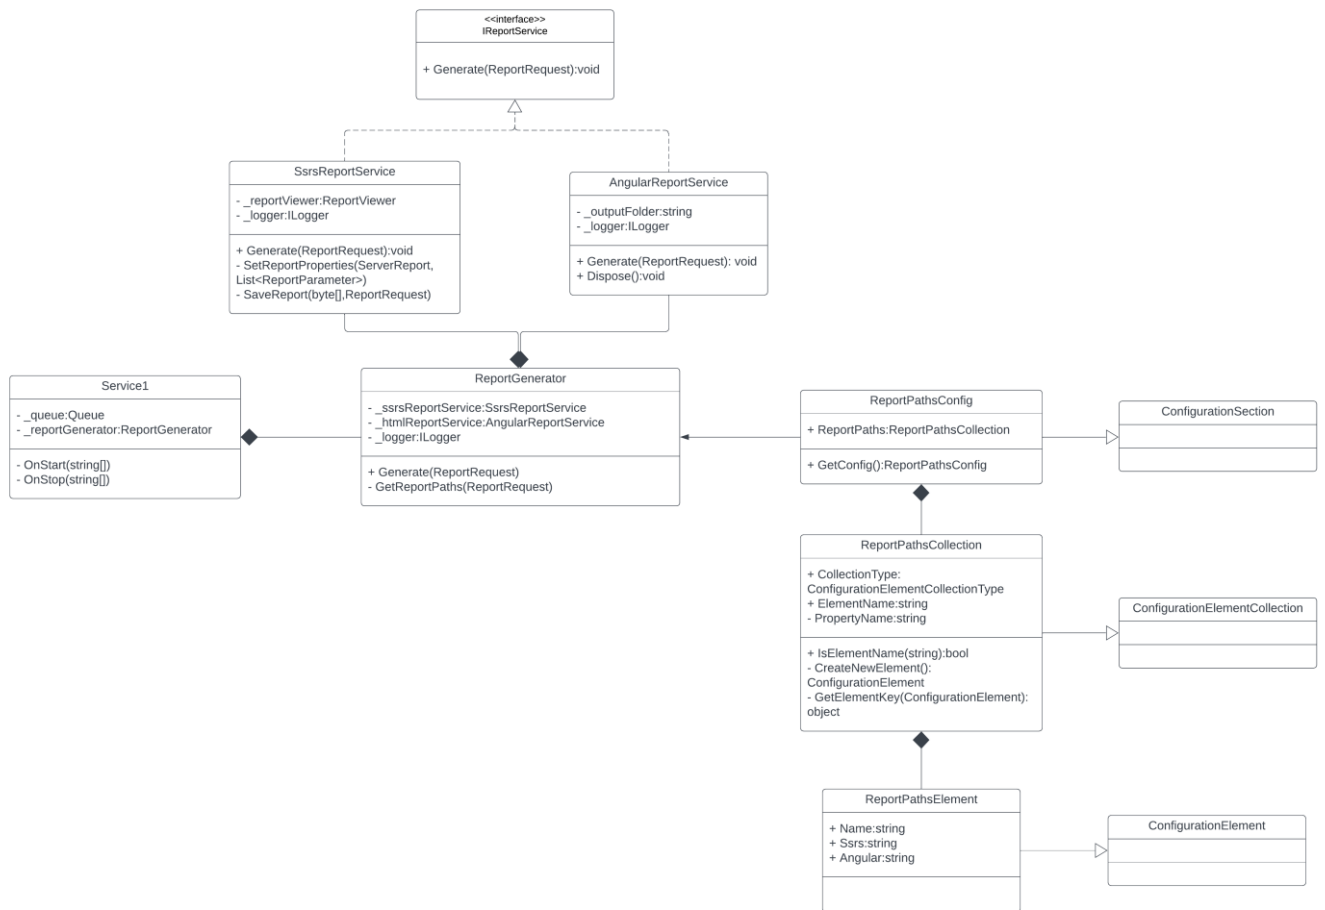 <<interface>>
IReportService
+ Generate(ReportRequest):void
SsrsReportService
- _reportViewer:ReportViewer
- _logger:ILogger
+ Generate(ReportRequest):void
- SetReportProperties(ServerReport,
List<ReportParameter>)
- SaveReport(byte[],ReportRequest)
AngularReportService
- _outputFolder:string
- _logger:ILogger
+ Generate(ReportRequest): void
+ Dispose():void
Service1
- _queue:Queue
- _reportGenerator:ReportGenerator
- OnStart(string[])
- OnStop(string[])
ReportGenerator
- _ssrsReportService:SsrsReportService
- _htmlReportService:AngularReportService
- _logger:ILogger
+ Generate(ReportRequest)
- GetReportPaths(ReportRequest)
ReportPathsConfig
+ ReportPaths:ReportPathsCollection
+ GetConfig():ReportPathsConfig
ConfigurationSection
ReportPathsCollection
+ CollectionType:
ConfigurationElementCollectionType
+ ElementName:string
- PropertyName:string
+ IsElementName(string):bool
- CreateNewElement():
ConfigurationElement
- GetElementKey(ConfigurationElement):
object
ConfigurationElementCollection
ReportPathsElement
+ Name:string
+ Ssrs:string
+ Angular:string
ConfigurationElement